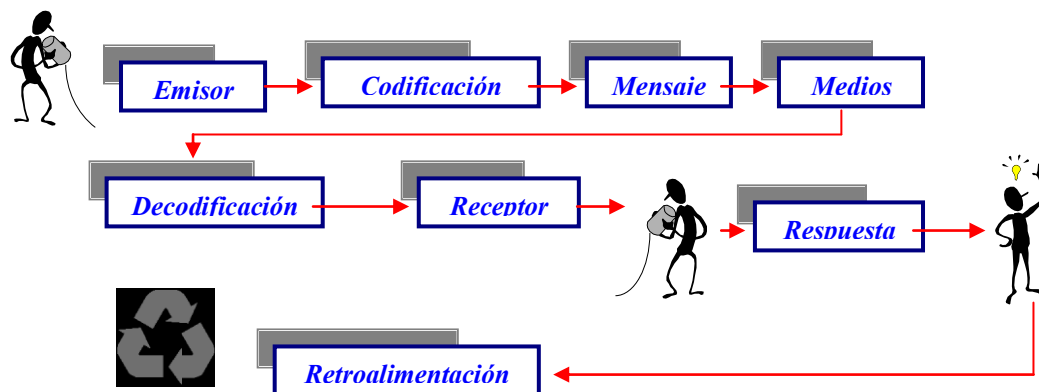 Emisor
Codificación
Mensaje
Medios
Decodificación
Receptor
Respuesta
Retroalimentación